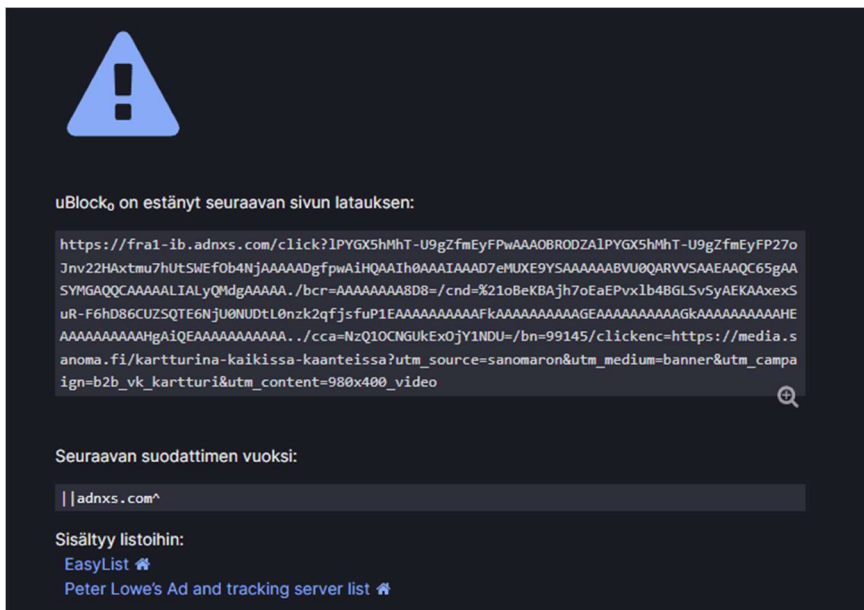 uBlock₀ on estänyt seuraavan sivun latauksen:
https://fra1-ib.adnxs.com/click?lPYGX5hMhT-U9gZfmEyFPwAAAOBRODZAlPYGX5hMhT-U9gZfmEyFP27o
Jnv22HAxtmu7hUtSWEfOb4NjAAAAADgfpwAiHQAAIh0AAAIAAAD7eMUXE9YSAAAAAABVU0QARVVSAAEAAQC65gAA
SYMGAQQCAAAAALIALyQMdgAAAAA./bcr=AAAAAAAA8D8=/cnd=%21oBeKBAjh7oEaEPvxlb4BGLSvSyAEKAAxexS
uR-F6hD86CUZSQTE6NjU0NUDtL0nzk2qfjsfuP1EAAAAAAAAAAFkAAAAAAAAAAGEAAAAAAAAAAGkAAAAAAAAAAHE
AAAAAAAAAAHgAiQEAAAAAAAAAAA../cca=NzQ1OCNGUkExOjY1NDU=/bn=99145/clickenc=https://media.s
anoma.fi/kartturina-kaikissa-kaanteissa?utm_source=sanomaron&utm_medium=banner&utm_campa
ign=b2b_vk_kartturi&utm_content=980x400_video
Seuraavan suodattimen vuoksi:
||adnxs.com^
Sisältyy listoihin:
EasyList
Peter Lowe's Ad and tracking server list